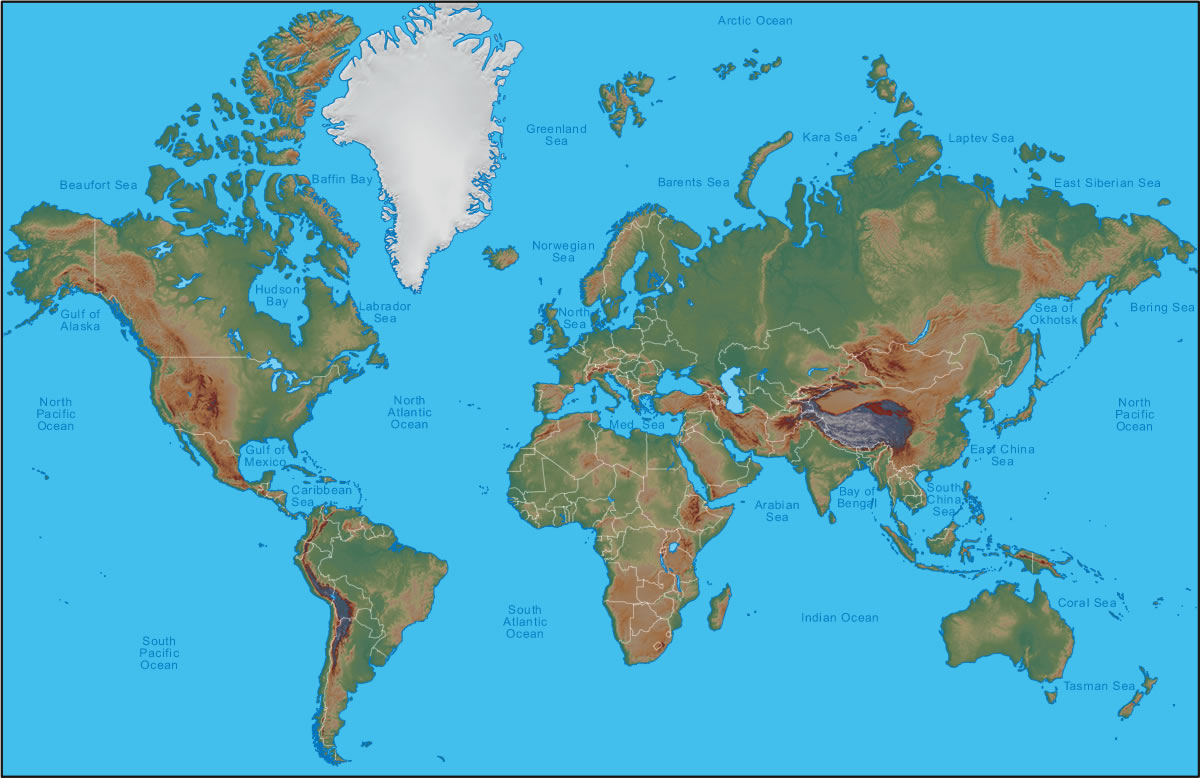 Arctic Ocean
Greenland
Sea
Kara Sea
Laptev Sea
Beaufort Sea
Baffin Bay
Barents Sea
East Siberian Sea
Norwegian
Sea
Hudson
Bay
Gulf of
Alaska
Labrador
Sea
North
Sea
Sea of
Okhotsk
Bering Sea
North
Pacific
Ocean
North
Atlantic
Ocean
Med Sea
North
Pacific
Ocean
Gulf of
Mexico
East China
Sea
Caribbean
Sea
Arabian
Sea
Bay of
Bengal
South
China
Sea
South
Atlantic
Ocean
Indian Ocean
Coral Sea
South
Pacific
Ocean
Tasman Sea